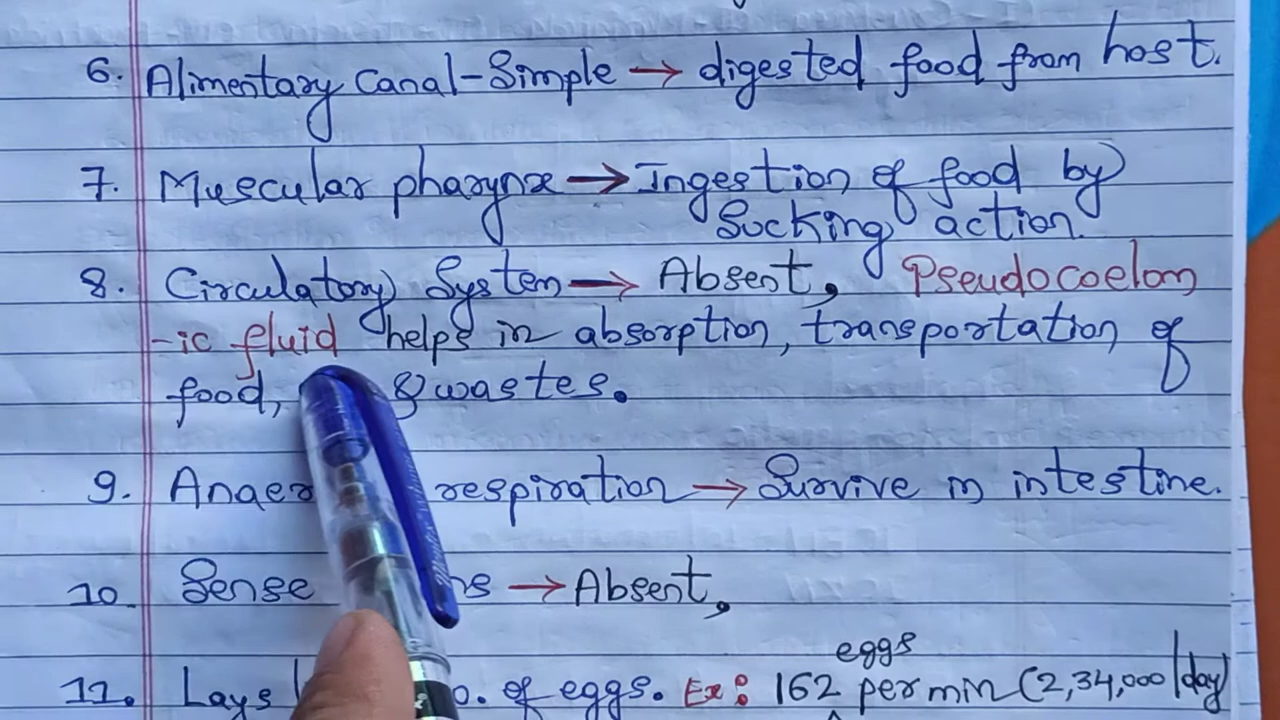 6. Alimentary Canal-Simple → digested food from host.
7. Muscular pharynx → Ingestion of food by
Sucking action.
8. Circulatory System → Absent, Pseudocoelom
-ic fluid helps in absorption, transportation of
food, & wastes.
9. respiration → Survive in intestine.
10. Sense → Absent,
eggs
11. Lays of eggs. Ex: 162 per min (2,34,000/day